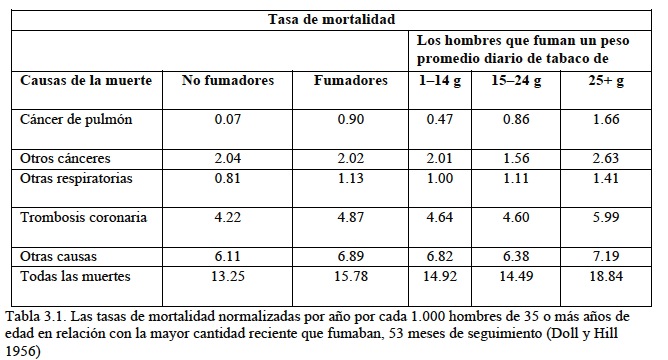 Tasa de mortalidad
Los hombres que fuman un peso
promedio diario de tabaco de
Causas de la muerte No fumadores Fumadores 1–14 g 15–24 g 25+ g
Cáncer de pulmón 0.07 0.90 0.47 0.86 1.66
Otros cánceres 2.04 2.02 2.01 1.56 2.63
Otras respiratorias 0.81 1.13 1.00 1.11 1.41
Trombosis coronaria 4.22 4.87 4.64 4.60 5.99
Otras causas 6.11 6.89 6.82 6.38 7.19
Todas las muertes 13.25 15.78 14.92 14.49 18.84
Tabla 3.1. Las tasas de mortalidad normalizadas por año por cada 1.000 hombres de 35 o más años de
edad en relación con la mayor cantidad reciente que fumaban, 53 meses de seguimiento (Doll y Hill
1956)